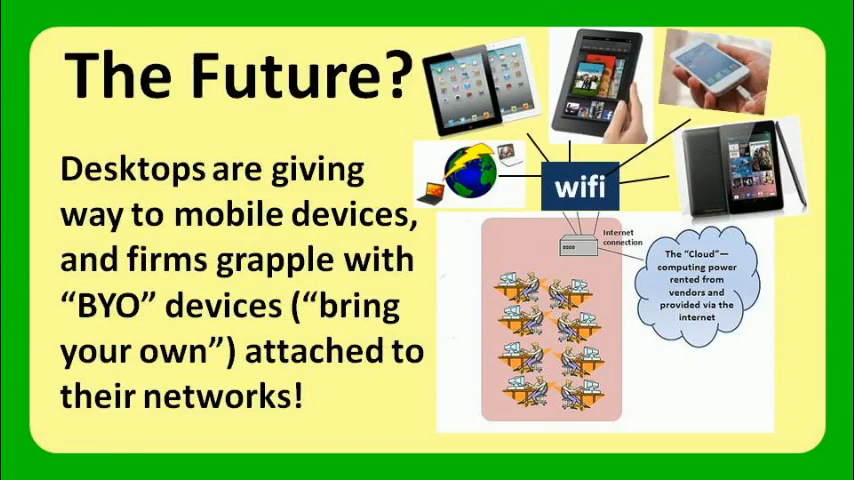 The Future?
Desktops are giving
way to mobile devices,
and firms grapple with
“BYO” devices (“bring
your own”) attached to
their networks!
wifi
Internet
connection
The “Cloud”—
computing power
rented from
vendors and
provided via the
internet